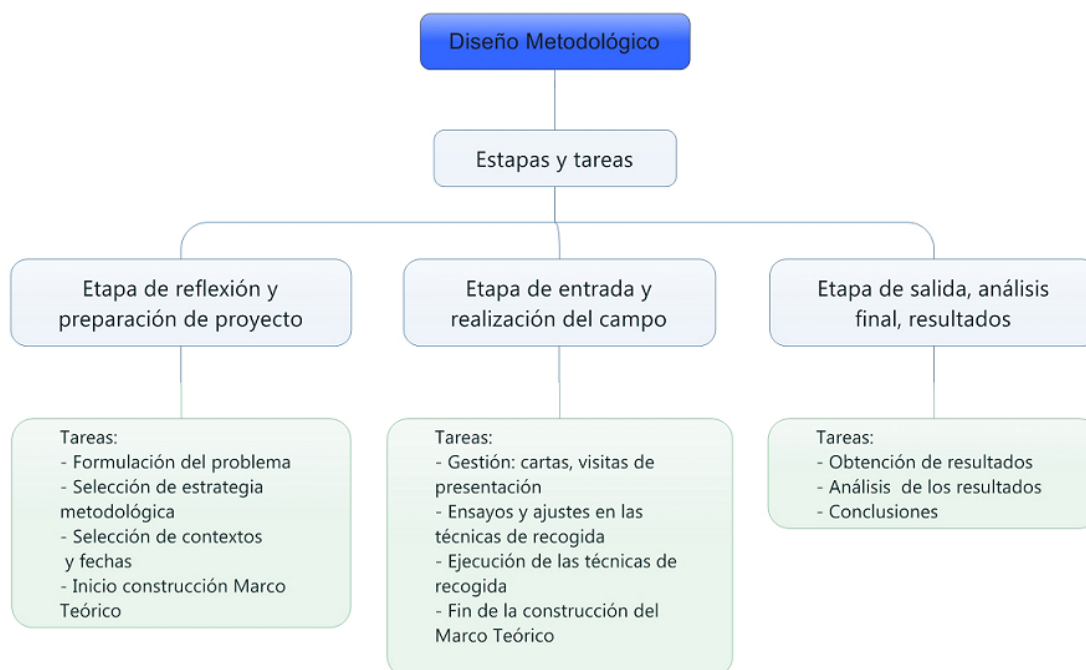 Diseño Metodológico
Estapas y tareas
Etapa de reflexión y
preparación de proyecto
Etapa de entrada y
realización del campo
Etapa de salida, análisis
final, resultados
Tareas:
- Formulación del problema
- Selección de estrategia
metodológica
- Selección de contextos
y fechas
- Inicio construcción Marco
Teórico
Tareas:
- Gestión: cartas, visitas de
presentación
- Ensayos y ajustes en las
técnicas de recogida
- Ejecución de las técnicas de
recogida
- Fin de la construcción del
Marco Teórico
Tareas:
- Obtención de resultados
- Análisis de los resultados
- Conclusiones